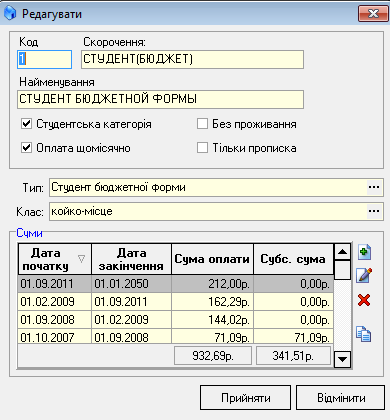 Редагувати
Код Скорочення:
1 СТУДЕНТ(БЮДЖЕТ)
Найменування
СТУДЕНТ БЮДЖЕТНОЙ ФОРМЫ
Студентська категорія Без проживання
Оплата щомісячно Тільки прописка
Тип: Студент бюджетної форми ...
Клас: койко-місце ...
Суми
Дата початку Дата закінчення Сума оплати Субс. сума
01.09.2011 01.01.2050 212,00р. 0,00р.
01.02.2009 01.09.2011 162,29р. 0,00р.
01.09.2008 01.02.2009 144,02р. 0,00р.
01.10.2007 01.09.2008 71,09р. 71,09р.
932,69р. 341,51р.
Прийняти Відмінити